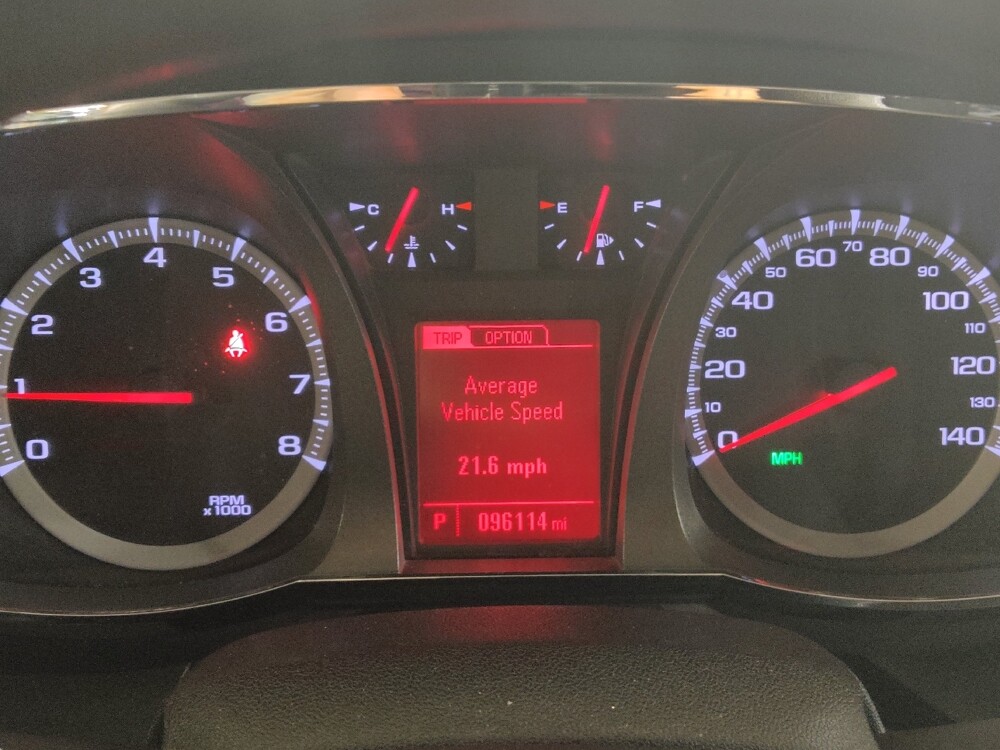 0
1
2
3
4
5
6
7
8
RPM
x1000
C H
E F
TRIP OPTION
Average
Vehicle Speed
21.6 mph
P 096114 mi
0
10
20
30
40
50
60
70
80
90
100
110
120
130
140
MPH